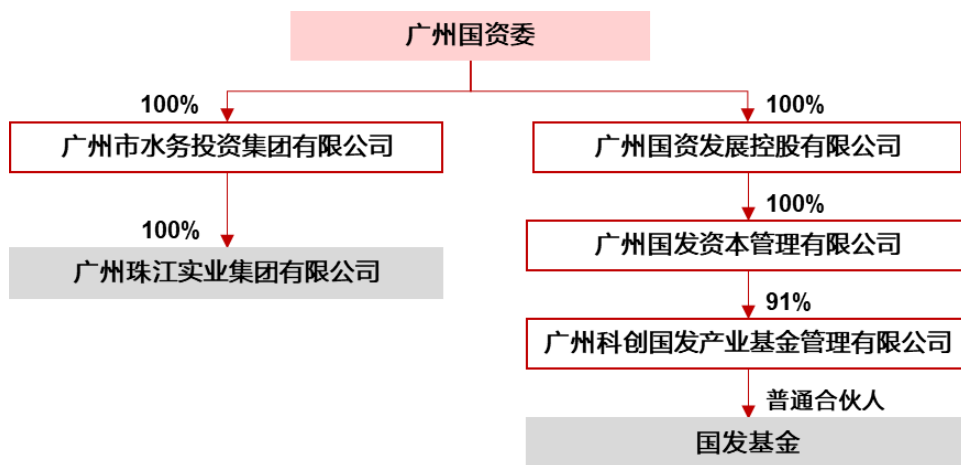 广州国资委
100%
100%
广州市水务投资集团有限公司
广州国资发展控股有限公司
100%
100%
广州珠江实业集团有限公司
广州国发资本管理有限公司
91%
广州科创国发产业基金管理有限公司
普通合伙人
国发基金